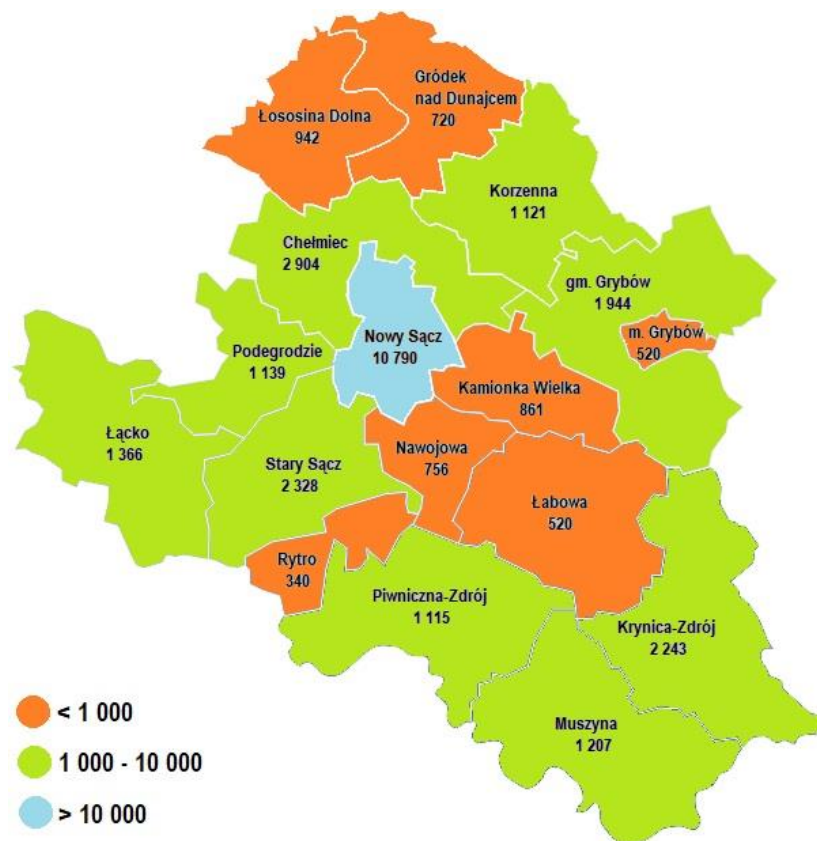 Gródek
nad Dunajcem
720
Łososina Dolna
942
Korzenna
1 121
Chełmiec
2 904
gm. Grybów
1 944
m. Grybów
520
Nowy Sącz
10 790
Podegrodzie
1 139
Kamionka Wielka
861
Łącko
1 366
Nawojowa
756
Stary Sącz
2 328
Łabowa
520
Rytro
340
Piwniczna-Zdrój
1 115
Krynica-Zdrój
2 243
Muszyna
1 207
< 1 000
1 000 - 10 000
> 10 000